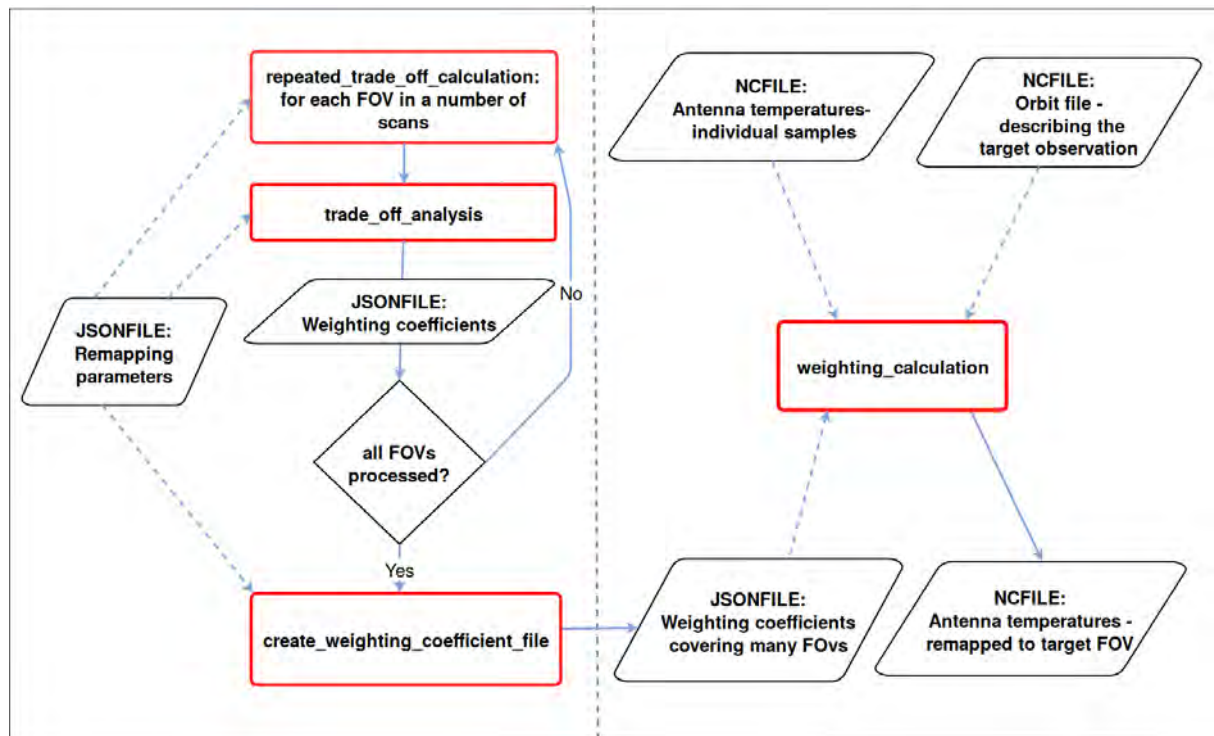 repeated_trade_off_calculation:
for each FOV in a number of
scans
trade_off_analysis
JSONFILE:
Weighting coefficients
No
JSONFILE:
Remapping
parameters
all FOVs
processed?
Yes
create_weighting_coefficient_file
NCFILE:
Antenna temperatures-
individual samples
NCFILE:
Orbit file -
describing the
target observation
weighting_calculation
JSONFILE:
Weighting coefficients
covering many FOvs
NCFILE:
Antenna temperatures -
remapped to target FOV